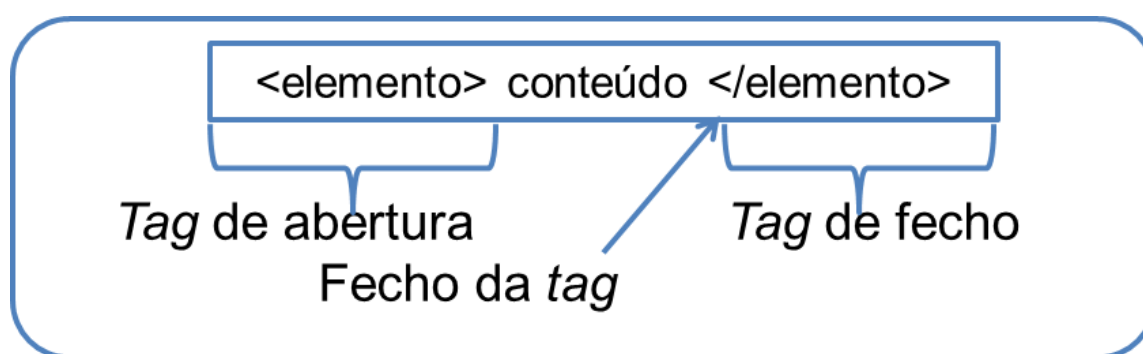 <elemento> conteúdo </elemento>
Tag de abertura
Tag de fecho
Fecho da tag